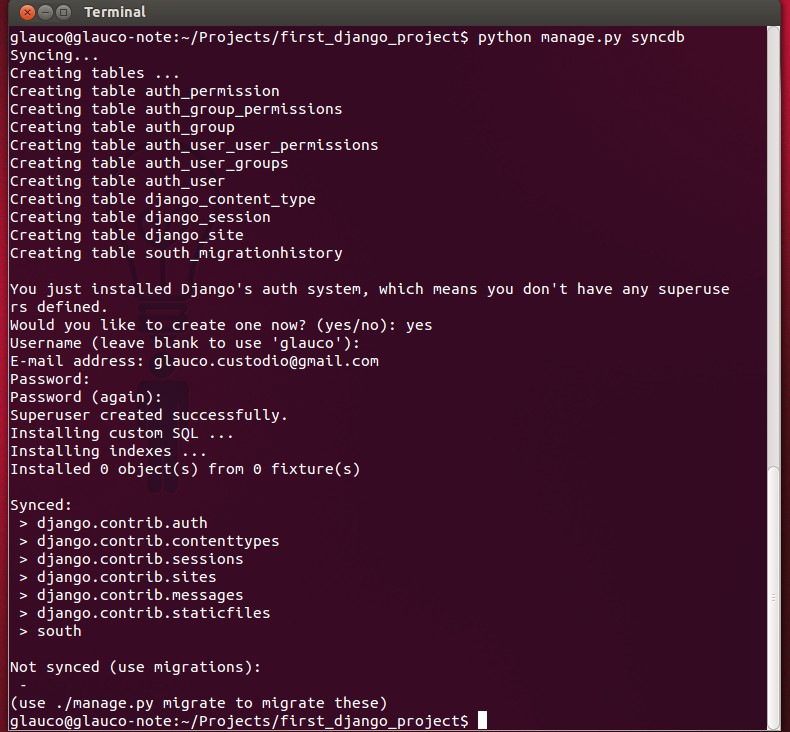 Terminal
glauco@glauco-note:~/Projects/first_django_project$ python manage.py syncdb
Syncing...
Creating tables ...
Creating table auth_permission
Creating table auth_group_permissions
Creating table auth_group
Creating table auth_user_user_permissions
Creating table auth_user_groups
Creating table auth_user
Creating table django_content_type
Creating table django_session
Creating table django_site
Creating table south_migrationhistory

You just installed Django's auth system, which means you don't have any superuse
rs defined.
Would you like to create one now? (yes/no): yes
Username (leave blank to use 'glauco'):
E-mail address: glauco.custodio@gmail.com
Password:
Password (again):
Superuser created successfully.
Installing custom SQL ...
Installing indexes ...
Installed 0 object(s) from 0 fixture(s)

Synced:
 > django.contrib.auth
 > django.contrib.contenttypes
 > django.contrib.sessions
 > django.contrib.sites
 > django.contrib.messages
 > django.contrib.staticfiles
 > south

Not synced (use migrations):
 -
(use ./manage.py migrate to migrate these)
glauco@glauco-note:~/Projects/first_django_project$